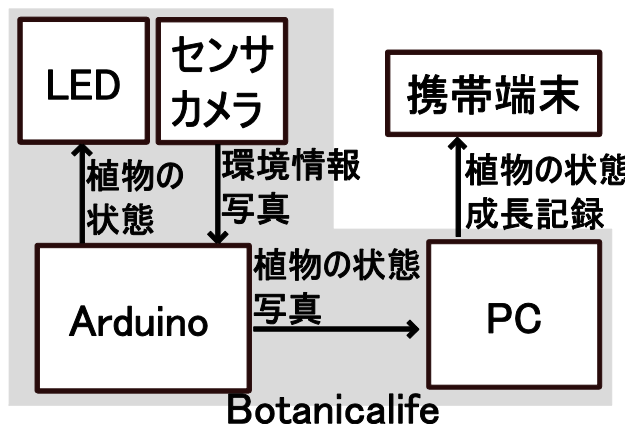 LED
センサ
カメラ
携帯端末
植物の
状態
環境情報
写真
植物の状態
成長記録
Arduino
植物の状態
写真
PC
Botanicalife